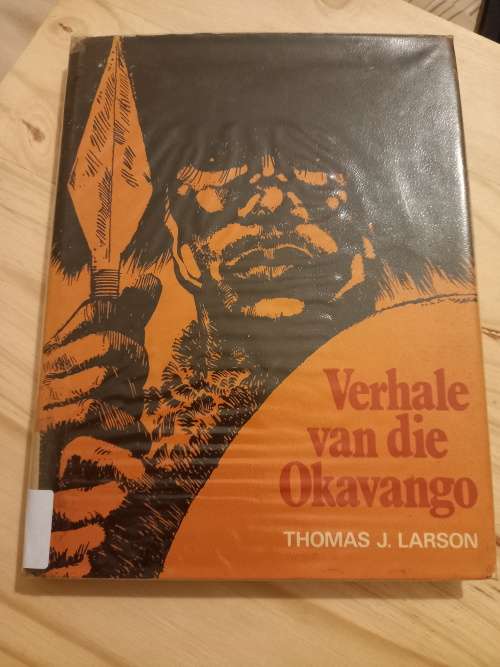 Verhale
van die
Okavango
THOMAS J. LARSON